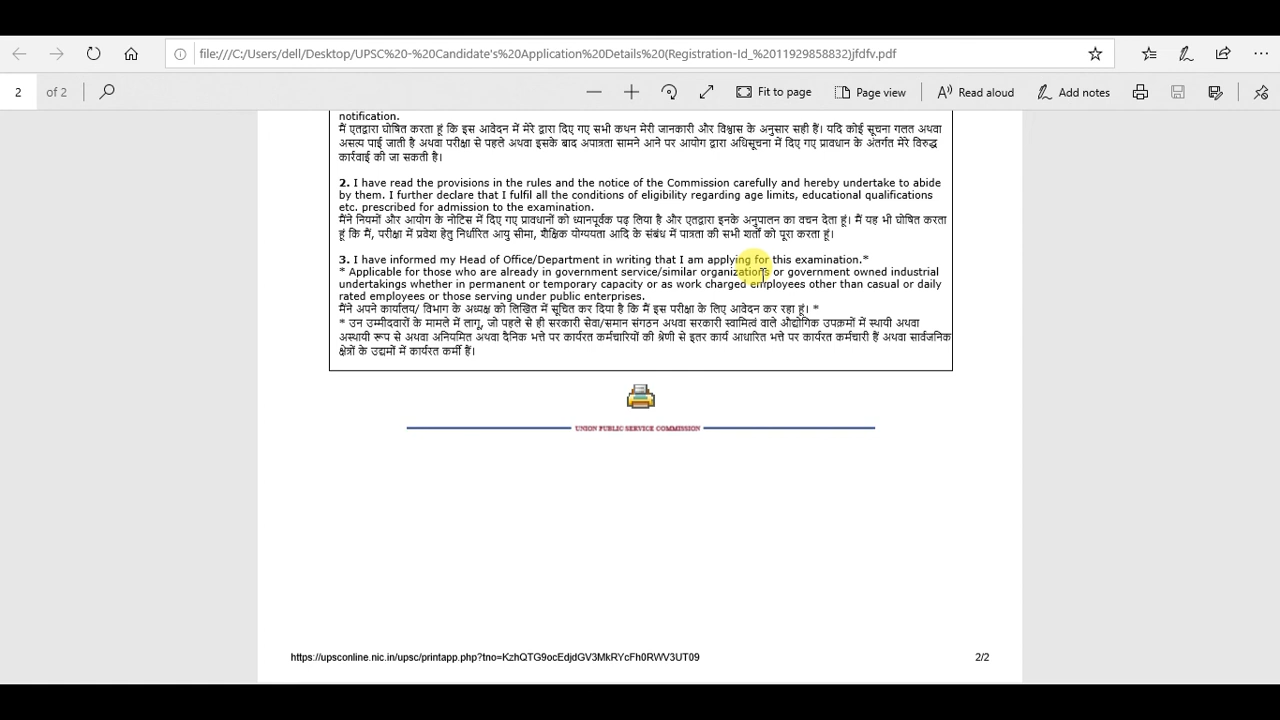 file:///C:/Users/dell/Desktop/UPSC%20-%20Candidate's%20Application%20Details%20(Registration-Id_%2011929858832)jfdfv.pdf
2 of 2
Fit to page
Page view
Read aloud
Add notes
notification.
मैं एतद्वारा घोषित करता हूं कि इस आवेदन में मेरे द्वारा दिए गए सभी कथन मेरी जानकारी और विश्वास के अनुसार सही हैं। यदि कोई सूचना गलत अथवा
असत्य पाई जाती है अथवा परीक्षा से पहले अथवा इसके बाद अपात्रता सामने आने पर आयोग द्वारा अधिसूचना में दिए गए प्रावधान के अंतर्गत मेरे विरुद्ध
कार्रवाई की जा सकती है।
2. I have read the provisions in the rules and the notice of the Commission carefully and hereby undertake to abide
by them. I further declare that I fulfil all the conditions of eligibility regarding age limits, educational qualifications
etc. prescribed for admission to the examination.
मैंने नियमों और आयोग के नोटिस में दिए गए प्रावधानों को ध्यानपूर्वक पढ़ लिया है और एतद्वारा इनके अनुपालन का वचन देता हूं। मैं यह भी घोषित करता
हूं कि मैं, परीक्षा में प्रवेश हेतु निर्धारित आयु सीमा, शैक्षिक योग्ययता आदि के संबंध में पात्रता की सभी शर्तों को पूरा करता हूं।
3. I have informed my Head of Office/Department in writing that I am applying for this examination.*
* Applicable for those who are already in government service/similar organizations or government owned industrial
undertakings whether in permanent or temporary capacity or as work charged employees other than casual or daily
rated employees or those serving under public enterprises.
मैंने अपने कार्यालय/ विभाग के अध्यक्ष को लिखित में सूचित कर दिया है कि मैं इस परीक्षा के लिए आवेदन कर रहा हूं। *
* उन उम्मीदवारों के मामले में लागू, जो पहले से ही सरकारी सेवा/समान संगठन अथवा सरकारी स्वामित्वं वाले औद्योगिक उपक्रमों में स्थायी अथवा
अस्थायी रूप से अथवा अनियमित अथवा दैनिक भत्ते पर कार्यरत कर्मचारियों की श्रेणी से इतर कार्य आधारित भत्ते पर कार्यरत कर्मचारी हैं अथवा सार्वजनिक
क्षेत्रों के उद्यमों में कार्यरत कर्मी हैं।
UNION PUBLIC SERVICE COMMISSION
https://upsconline.nic.in/upsc/printapp.php?tno=KzhQTG9ocEdjdGV3MkRYcFh0RWV3UT09
2/2